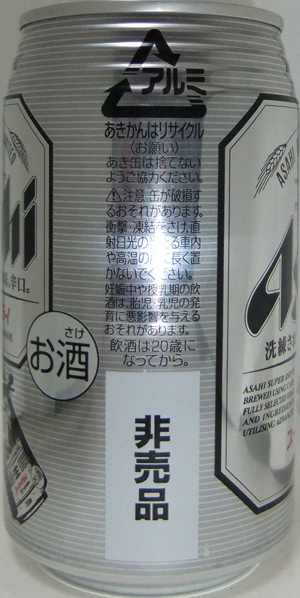 アルミ
あきかんはリサイクル
〈お願い〉
あき缶は捨てない
ようご協力ください。
⚠注意 缶が破損す
るおそれがあります。
衝撃・凍結をさけ、直
射日光の当たる車内
や高温の所に長く置
かないでください。
妊娠中や授乳期の飲
酒は、胎児・乳児の発
育に悪影響を与える
おそれがあります。
飲酒は20歳に
なってから。
さけ
お酒
非売品
hi
辛口。
ASAHI
洗練さ
ASAHI SUPER DR
BREWED USING CA
FULLY SELECTED
AND INGREDI
UTILISING ADVAN